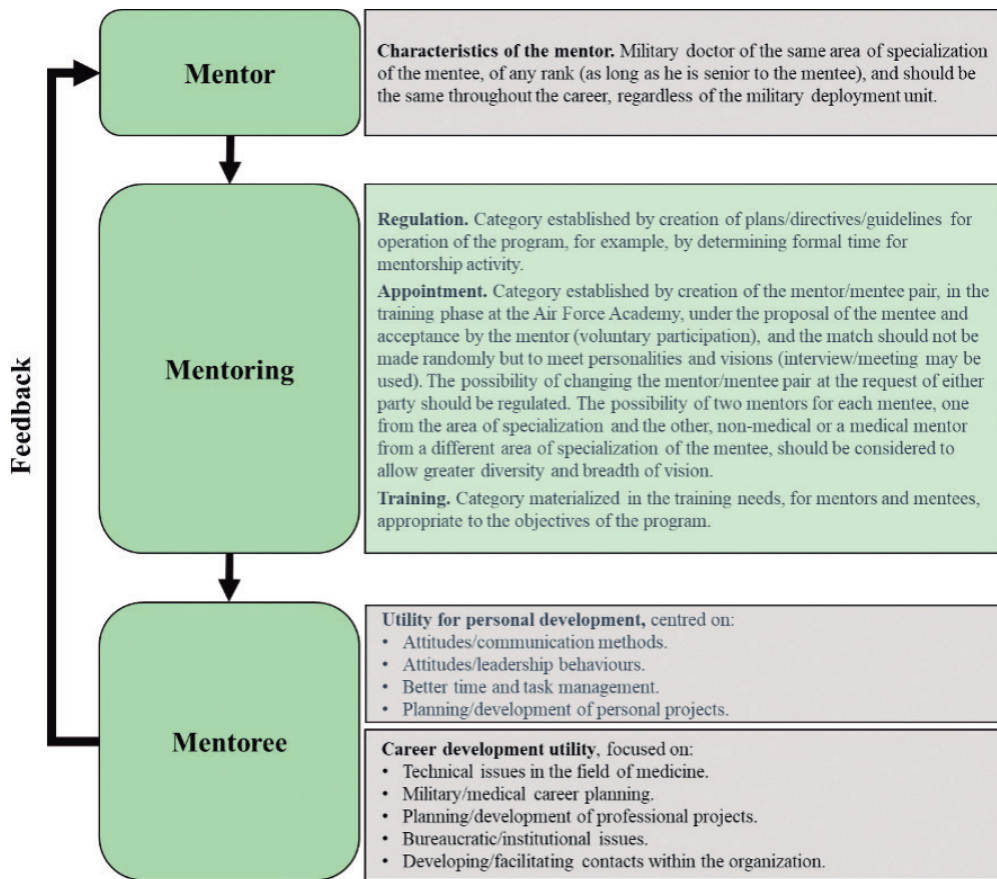 Mentor
Characteristics of the mentor. Military doctor of the same area of specialization
of the mentee, of any rank (as long as he is senior to the mentee), and should be
the same throughout the career, regardless of the military deployment unit.
Feedback
Mentoring
Regulation. Category established by creation of plans/directives/guidelines for
operation of the program, for example, by determining formal time for
mentorship activity.
Appointment. Category established by creation of the mentor/mentee pair, in the
training phase at the Air Force Academy, under the proposal of the mentee and
acceptance by the mentor (voluntary participation), and the match should not be
made randomly but to meet personalities and visions (interview/meeting may be
used). The possibility of changing the mentor/mentee pair at the request of either
party should be regulated. The possibility of two mentors for each mentee, one
from the area of specialization and the other, non-medical or a medical mentor
from a different area of specialization of the mentee, should be considered to
allow greater diversity and breadth of vision.
Training. Category materialized in the training needs, for mentors and mentees,
appropriate to the objectives of the program.
Mentoree
Utility for personal development, centred on:
• Attitudes/communication methods.
• Attitudes/leadership behaviours.
• Better time and task management.
• Planning/development of personal projects.
Career development utility, focused on:
• Technical issues in the field of medicine.
• Military/medical career planning.
• Planning/development of professional projects.
• Bureaucratic/institutional issues.
• Developing/facilitating contacts within the organization.